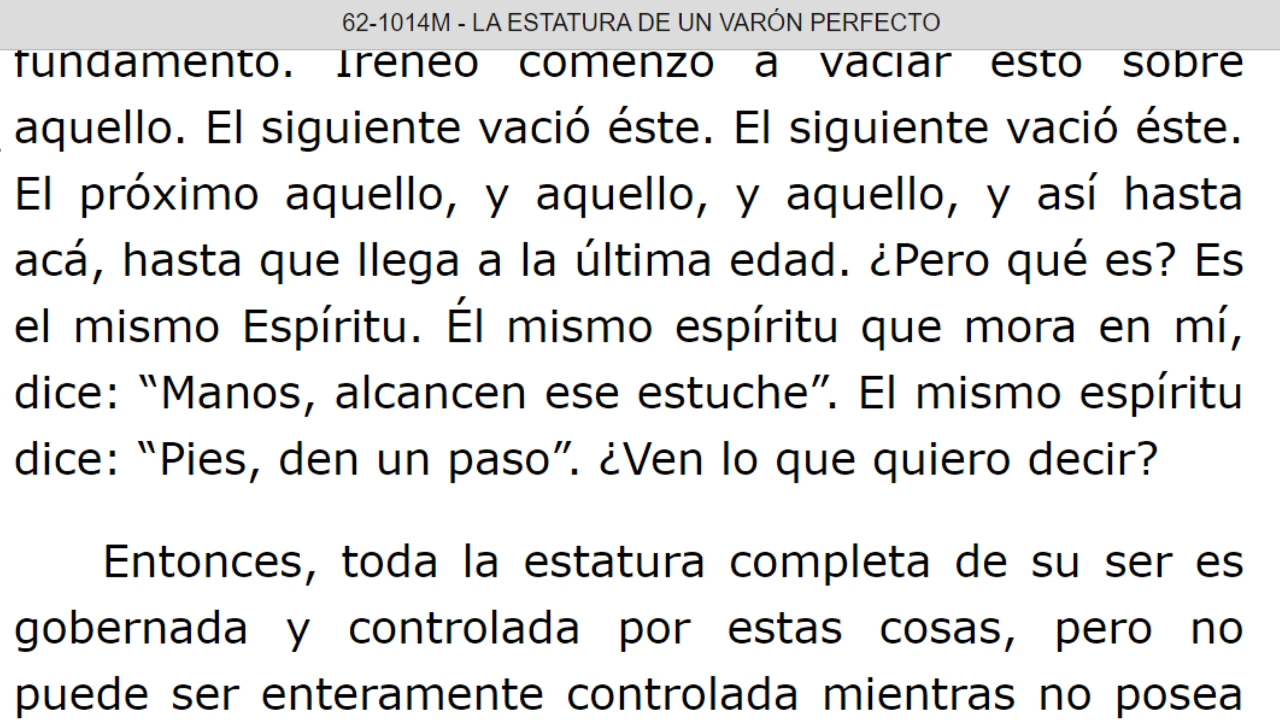 62-1014M - LA ESTATURA DE UN VARÓN PERFECTO
fundamento. Ireneo comenzó a vaciar esto sobre
aquello. El siguiente vació éste. El siguiente vació éste.
El próximo aquello, y aquello, y aquello, y así hasta
acá, hasta que llega a la última edad. ¿Pero qué es? Es
el mismo Espíritu. Él mismo espíritu que mora en mí,
dice: “Manos, alcancen ese estuche”. El mismo espíritu
dice: “Pies, den un paso”. ¿Ven lo que quiero decir?
Entonces, toda la estatura completa de su ser es
gobernada y controlada por estas cosas, pero no
puede ser enteramente controlada mientras no posea